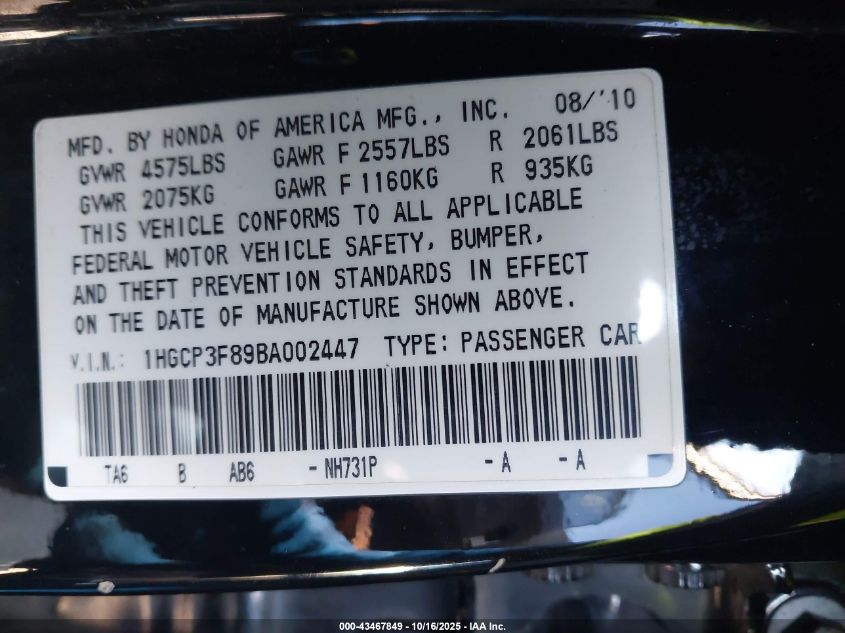 MFD. BY HONDA OF AMERICA MFG., INC. 08/'10
GVWR 4575LBS GAWR F 2557LBS R 2061LBS
GVWR 2075KG GAWR F 1160KG R 935KG
THIS VEHICLE CONFORMS TO ALL APPLICABLE
FEDERAL MOTOR VEHICLE SAFETY, BUMPER,
AND THEFT PREVENTION STANDARDS IN EFFECT
ON THE DATE OF MANUFACTURE SHOWN ABOVE.
V.I.N.: 1HGCP3F89BA002447 TYPE: PASSENGER CAR
TA6 B AB6 - NH731P - A - A
000-43467849 - 10/16/2025 - IAA Inc.